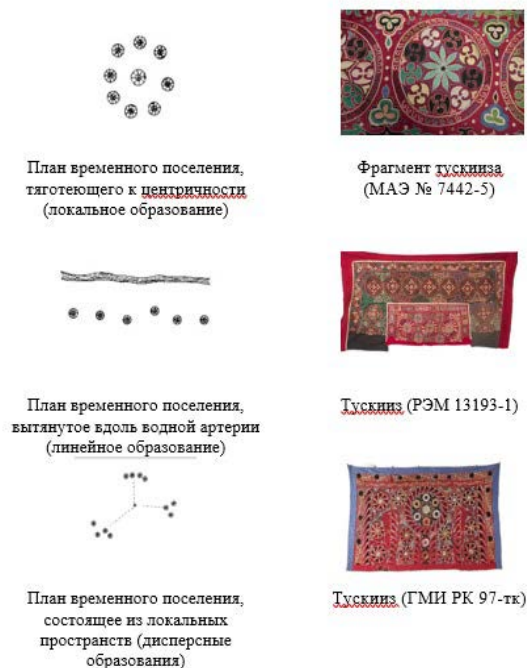 План временного поселения,
тяготеющего к центричности
(локальное образование)
Фрагмент тускииза
(МАЭ № 7442-5)
План временного поселения,
вытянутое вдоль водной артерии
(линейное образование)
Тускииз (РЭМ 13193-1)
План временного поселения,
состоящее из локальных
пространств (дисперсные
образования)
Тускииз (ГМИ РК 97-тк)